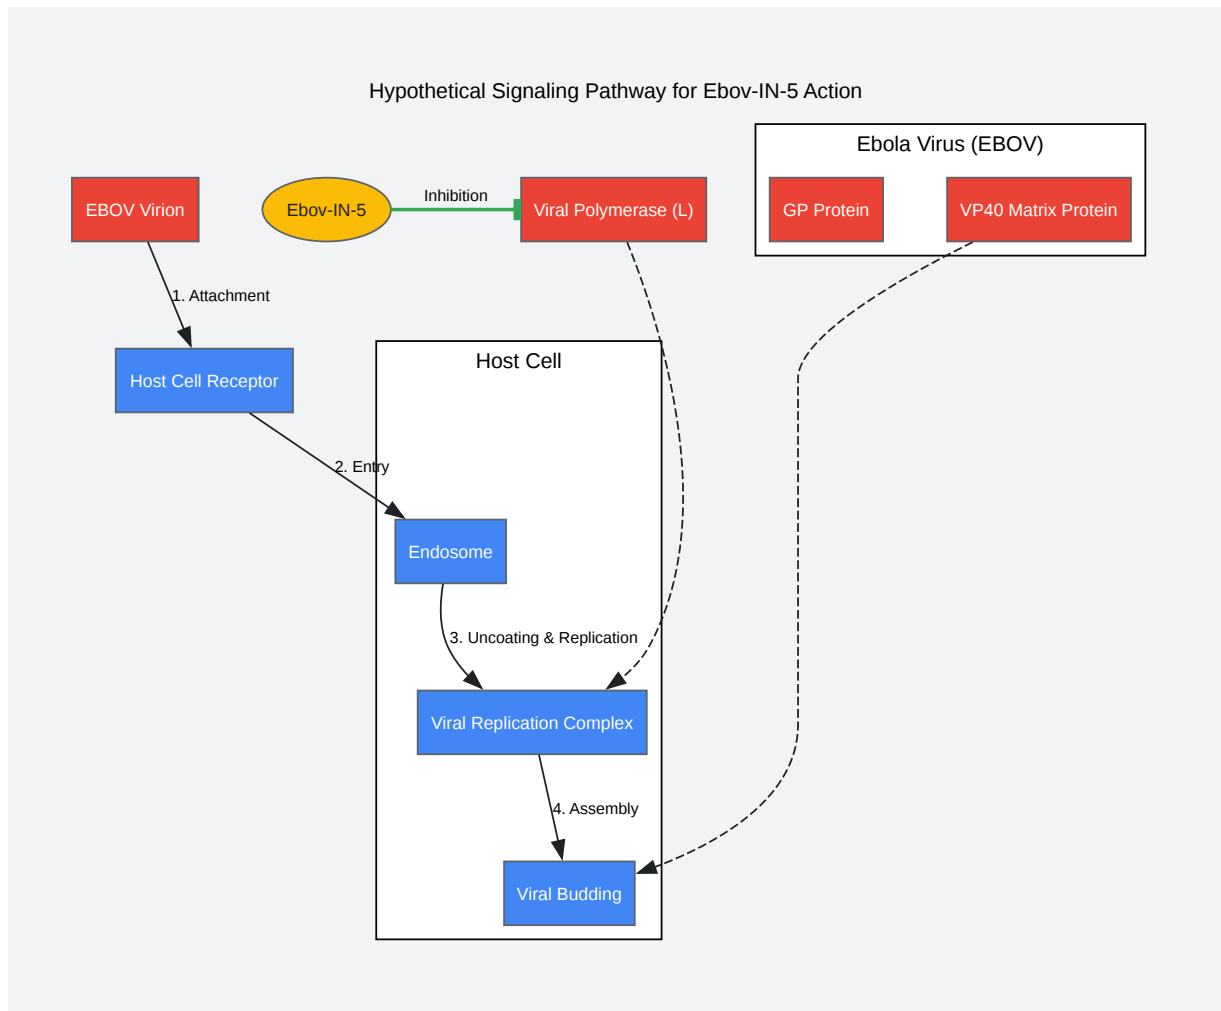 Hypothetical Signaling Pathway for Ebov-IN-5 Action
Ebola Virus (EBOV)
EBOV Virion
Ebov-IN-5
Inhibition
Viral Polymerase (L)
GP Protein
VP40 Matrix Protein
1. Attachment
Host Cell Receptor
Host Cell
2. Entry
Endosome
3. Uncoating & Replication
Viral Replication Complex
4. Assembly
Viral Budding